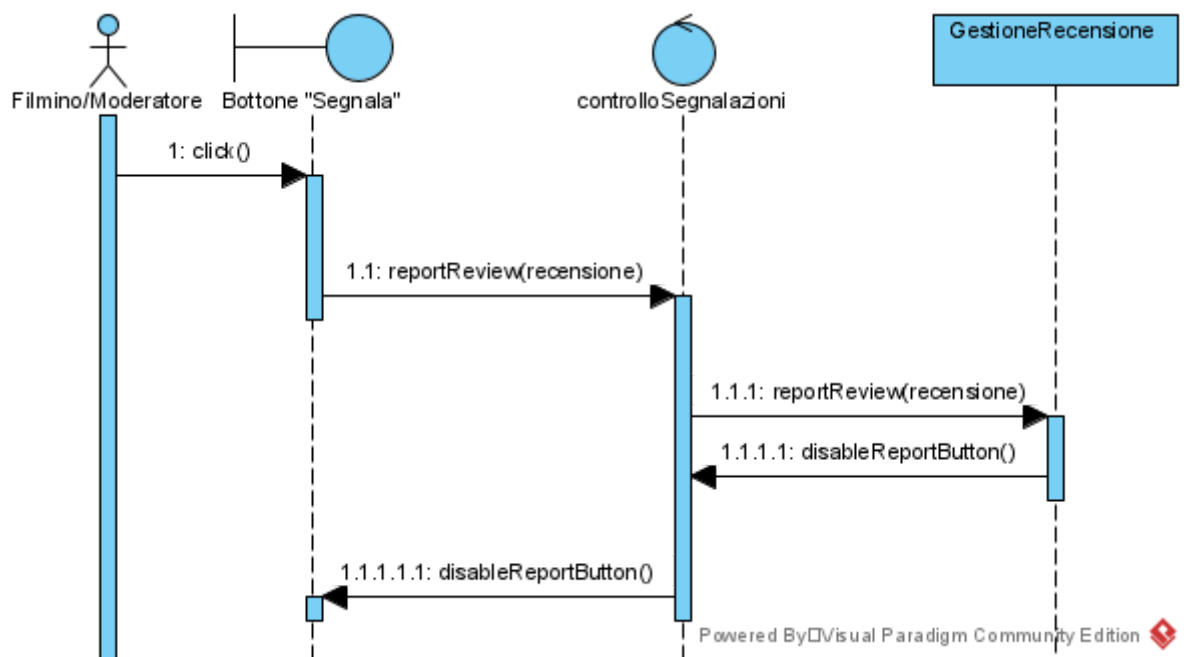 GestioneRecensione
Filmino/Moderatore
Bottone "Segnala"
controlloSegnalazioni
1: click()
1.1: reportReview(recensione)
1.1.1: reportReview(recensione)
1.1.1.1: disableReportButton()
1.1.1.1.1: disableReportButton()
Powered By□Visual Paradigm Community Edition